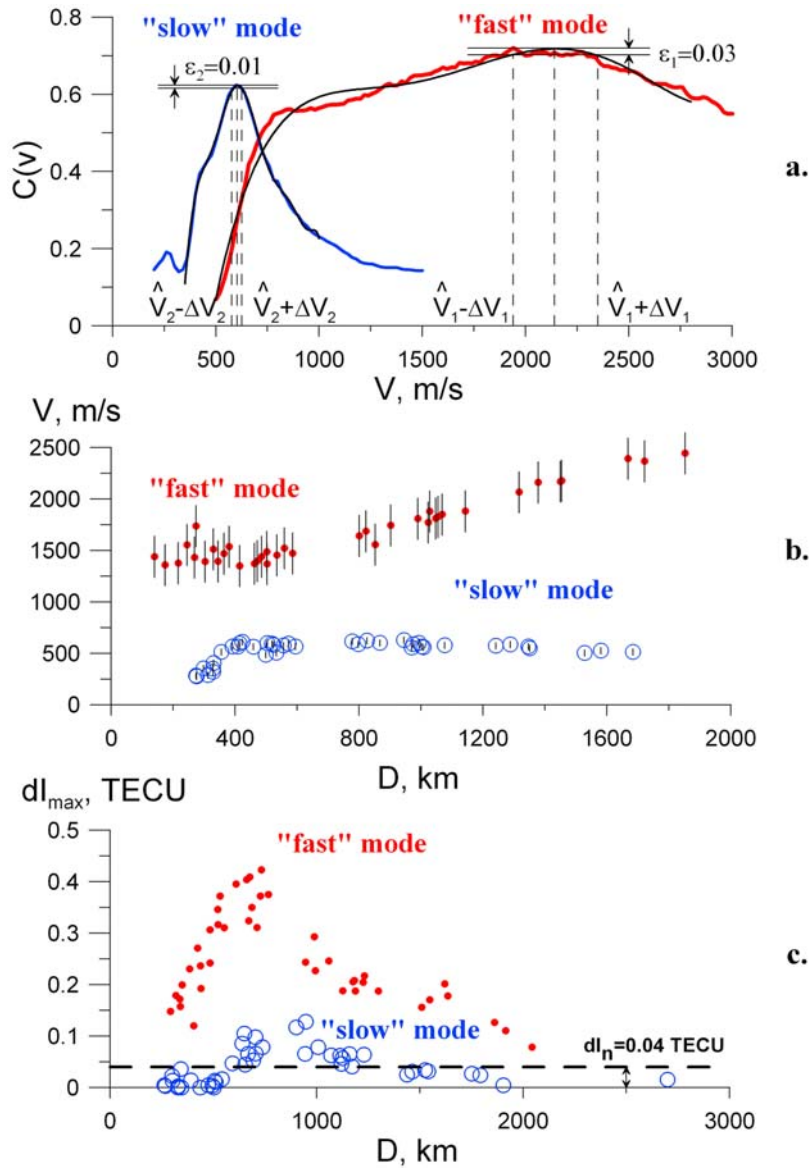 "slow" mode "fast" mode
ε₂=0.01 ε₁=0.03
0.8
0.6
0.4
0.2
0
C(v)
a.
V̂₂-ΔV₂ V̂₂+ΔV₂ V̂₁-ΔV₁ V̂₁+ΔV₁
0 500 1000 1500 2000 2500 3000
V, m/s
V, m/s
2500
2000
1500
1000
500
0
"fast" mode
"slow" mode
b.
0 400 800 1200 1600 2000
D, km
dIₘₐₓ, TECU
0.5
0.4
0.3
0.2
0.1
0
"fast" mode
"slow" mode
dIₙ=0.04 TECU
c.
0 1000 2000 3000
D, km